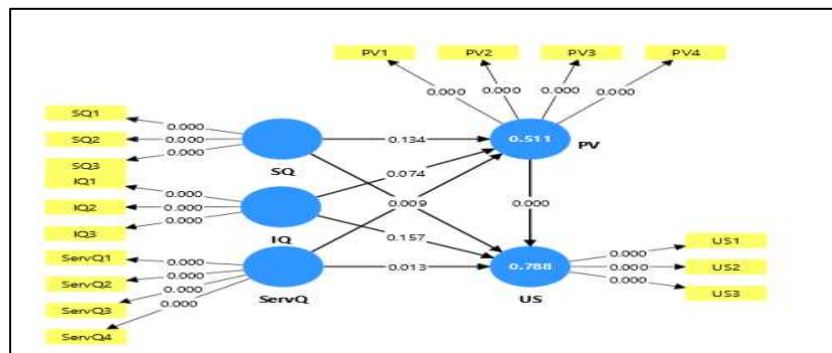 PV1
PV2
PV3
PV4
0.000
0.000
0.000
0.000
SQ1
SQ2
SQ3
0.000
0.000
0.000
SQ
0.134
0.511
PV
IQ1
IQ2
IQ3
0.000
0.000
0.000
IQ
0.074
0.009
0.157
0.000
ServQ1
ServQ2
ServQ3
ServQ4
0.000
0.000
0.000
0.000
ServQ
0.013
0.788
US
0.000
0.000
0.000
US1
US2
US3